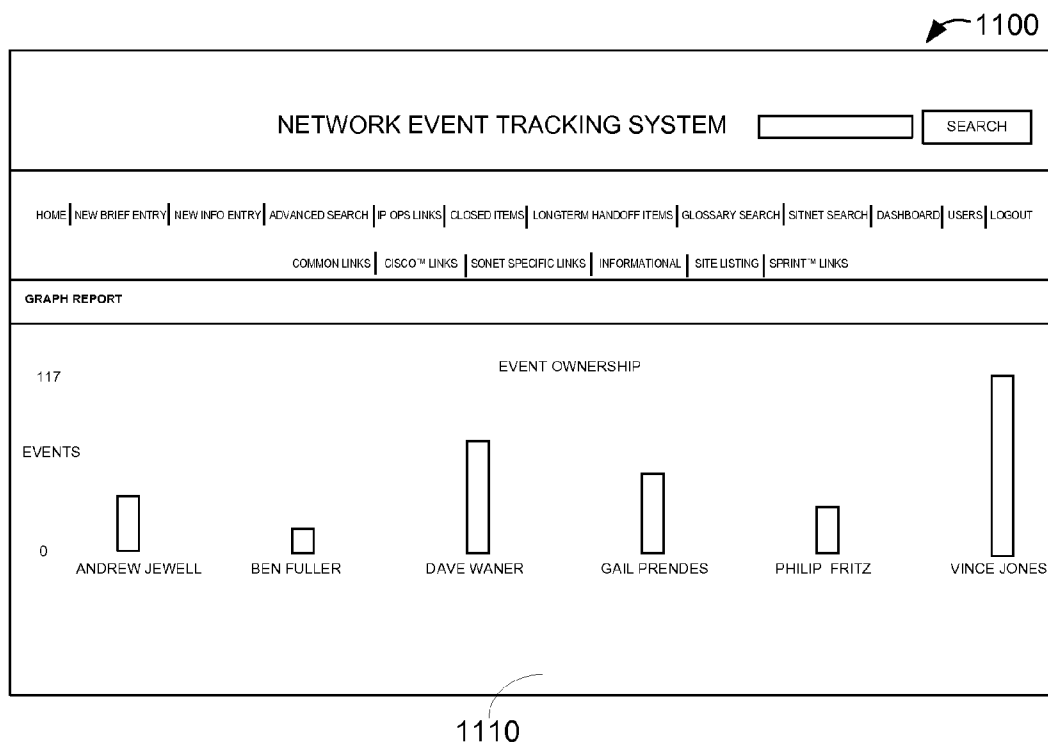 1100
NETWORK EVENT TRACKING SYSTEM SEARCH
HOME NEW BRIEF ENTRY NEW INFO ENTRY ADVANCED SEARCH IP OPS LINKS CLOSED ITEMS LONGTERM HANDOFF ITEMS GLOSSARY SEARCH SITNET SEARCH DASHBOARD USERS LOGOUT
COMMON LINKS CISCO™ LINKS SONET SPECIFIC LINKS INFORMATIONAL SITE LISTING SPRINT™ LINKS
GRAPH REPORT
EVENT OWNERSHIP
117
EVENTS
0
ANDREW JEWELL BEN FULLER DAVE WANER GAIL PRENDES PHILIP FRITZ VINCE JONES
1110